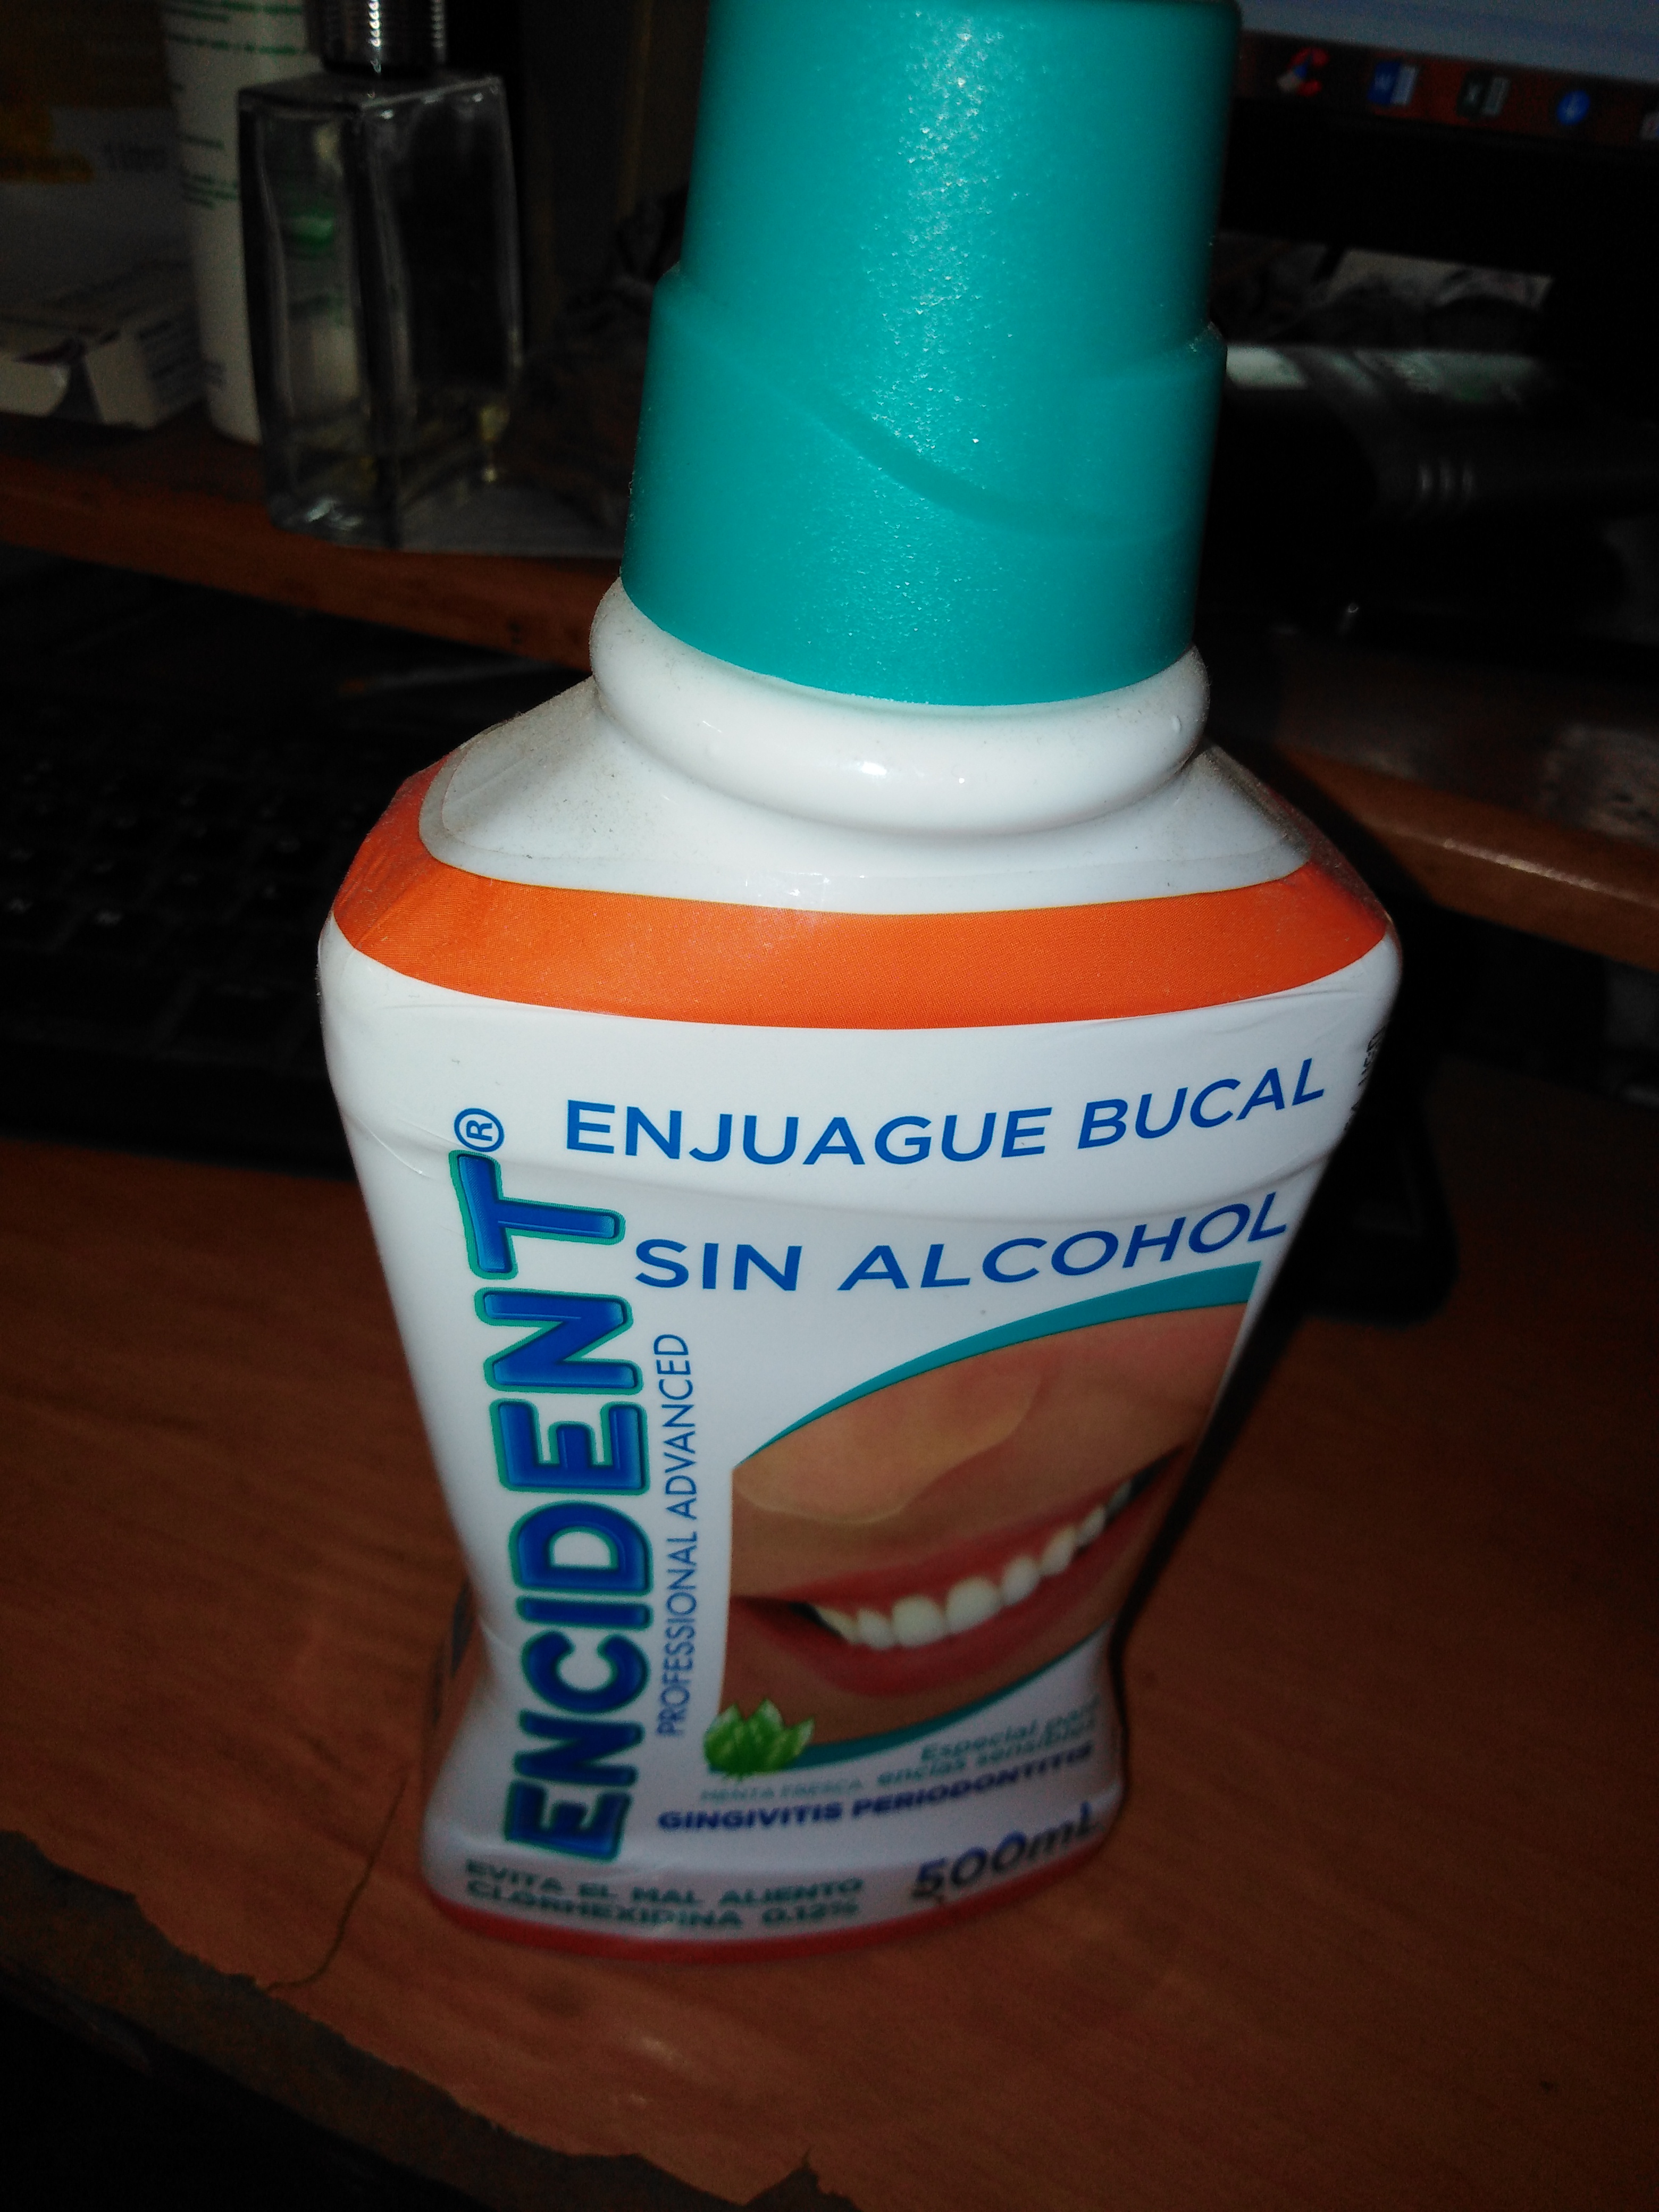 ENJUAGUE BUCAL
SIN ALCOHOL
ENCIDENT®
PROFESSIONAL ADVANCED
Especial para
encías sensibles
MENTA FRESCA
GINGIVITIS PERIODONTITIS
500mL
EVITA EL MAL ALIENTO
CLORHEXIDINA 0.12%